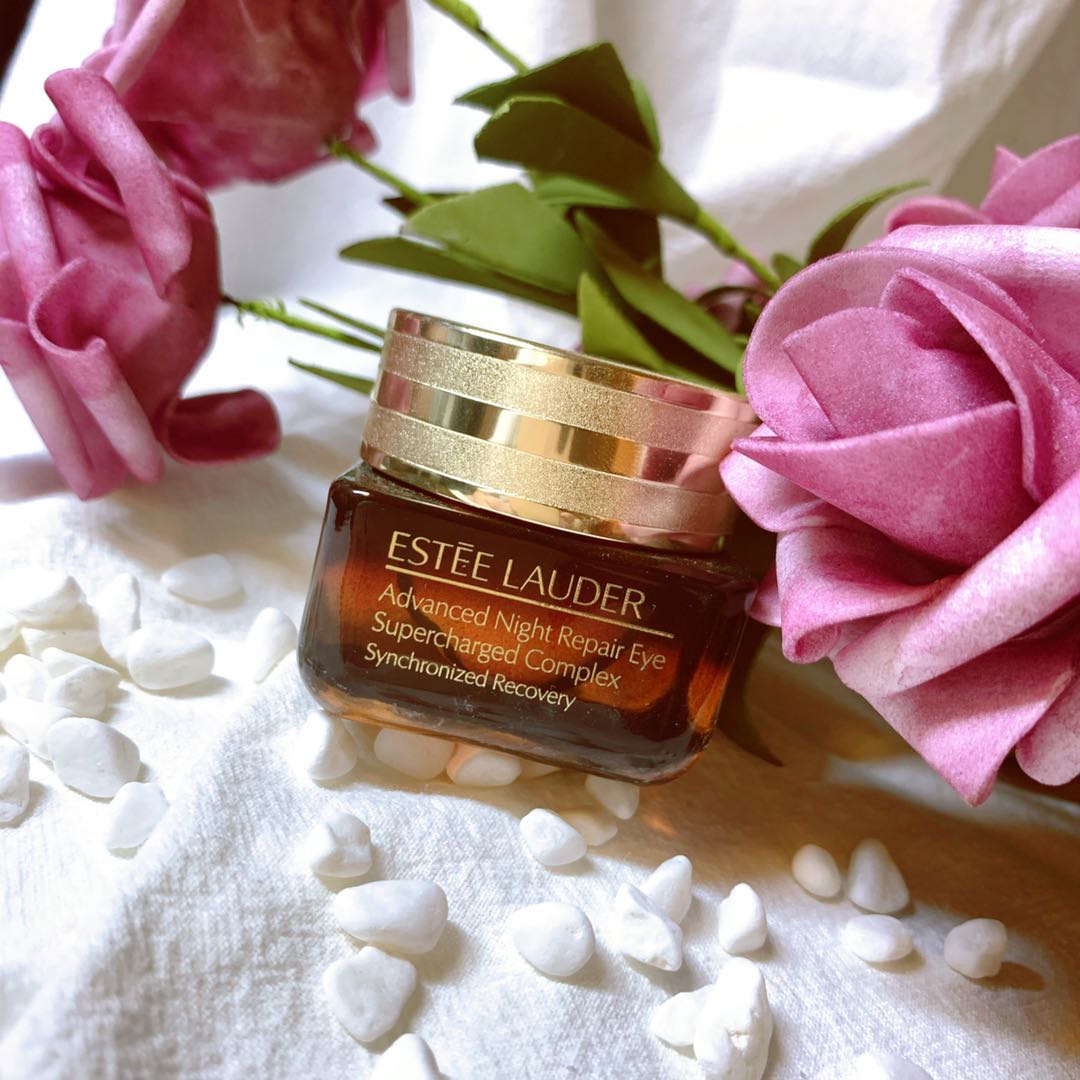 ESTĒE LAUDER
Advanced Night Repair Eye
Supercharged Complex
Synchronized Recovery